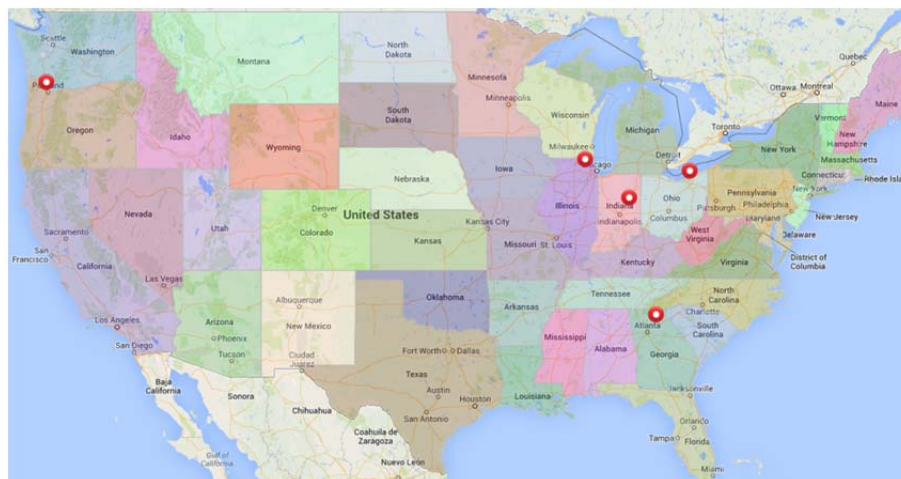 Seattle
Washington
Montana
North
Dakota
Minnesota
Quebec
Ottawa
Montreal
Maine
Oregon
Idaho
South
Dakota
Minneapolis
Wisconsin
Michigan
Toronto
Vermont
New
Hampshire
Wyoming
Milwaukee
Detroit
New York
Massachusetts
Iowa
Connecticut
Rhode Isla
Nebraska
Nevada
Utah
Denver
United States
Illinois
Indiana
Indianapolis
Ohio
Columbus
Pennsylvania
Pittsburgh
Philadelphia
Maryland
New Jersey
Sacramento
Colorado
Kansas
Kansas City
Missouri
St. Louis
West
Virginia
Delaware
San
Francisco
California
Las Vegas
Kentucky
Virginia
District of
Columbia
Albuquerque
Oklahoma
Arkansas
Tennessee
North
Carolina
Charlotte
Los Angeles
Arizona
Phoenix
New Mexico
Mississippi
Alabama
Atlanta
South
Carolina
San Diego
Tucson
Ciudad
Juarez
Fort Worth
Dallas
Georgia
Texas
Baja
California
Sonora
Chihuahua
Austin
Houston
San Antonio
Louisiana
Jacksonville
Orlando
Coahuila de
Zaragoza
Tampa
Florida
Gulf of
California
Nuevo León
Miami